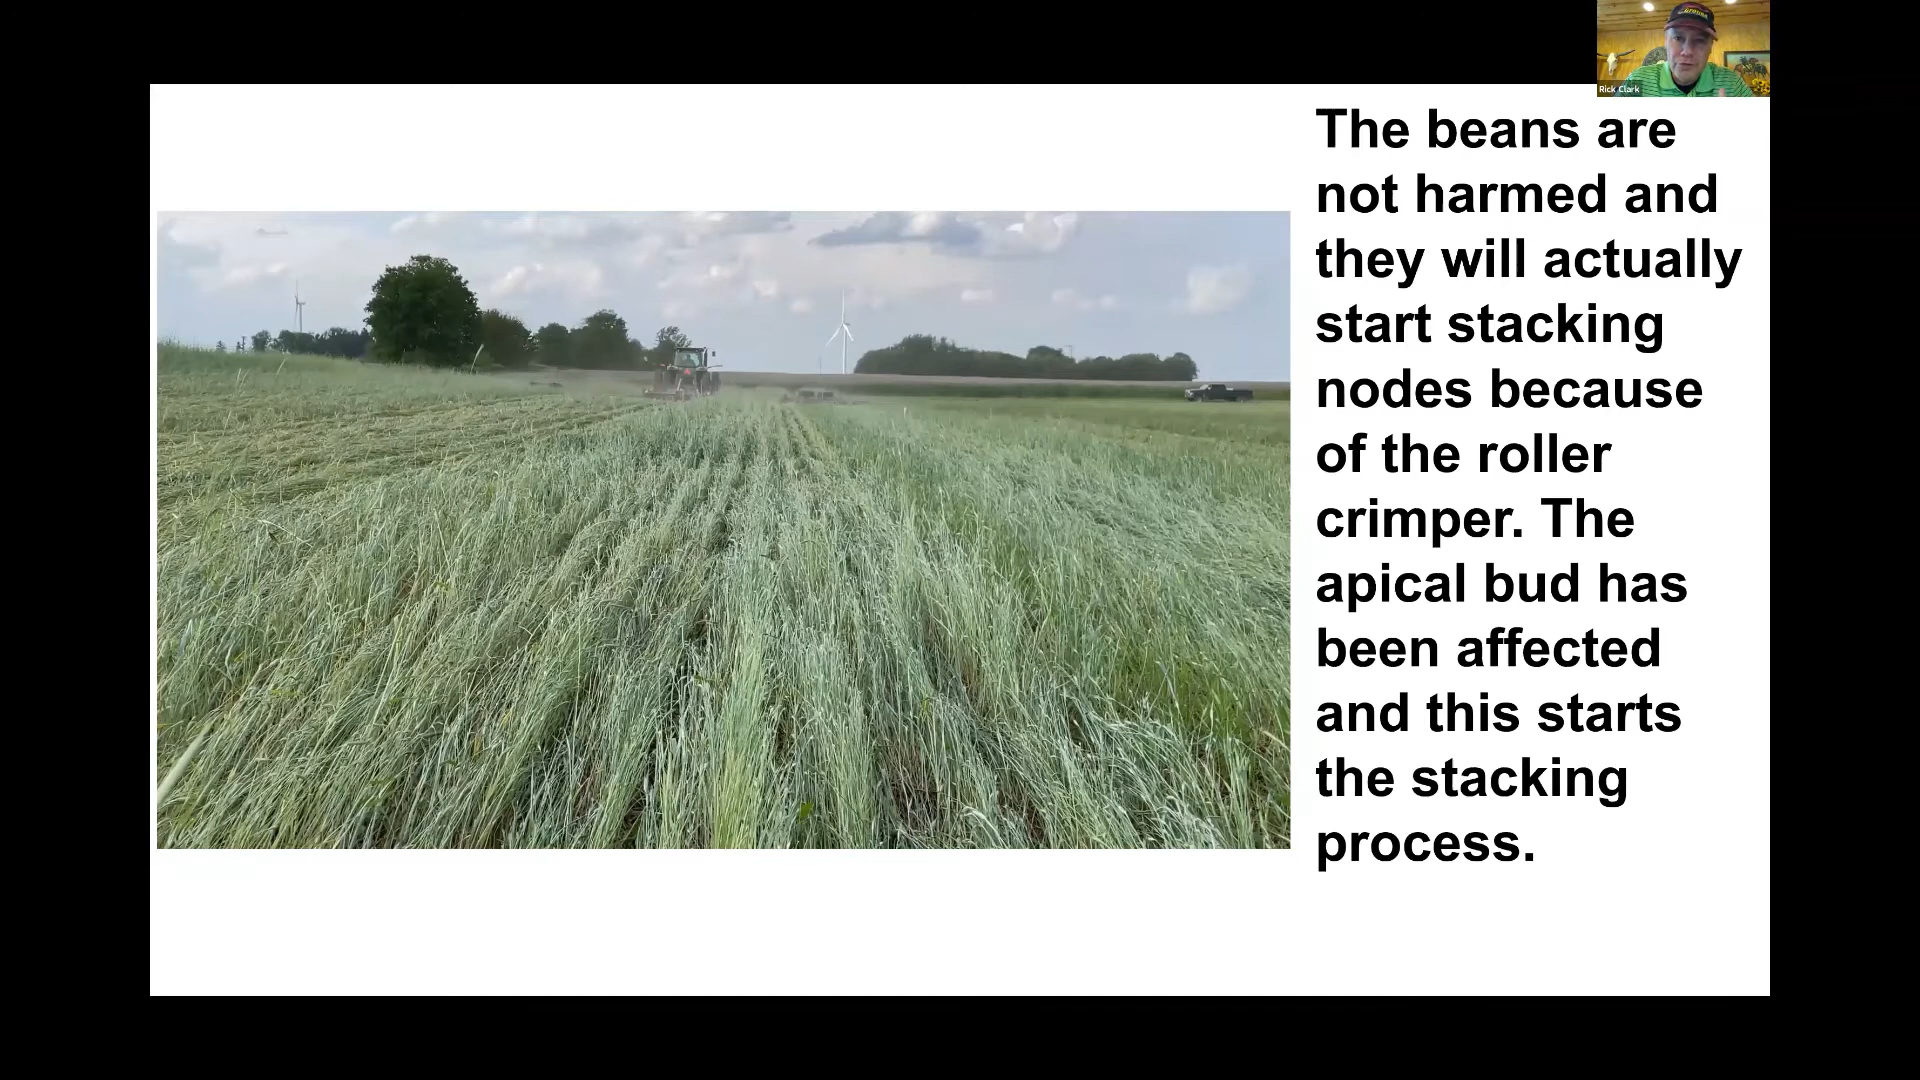 Rick Clark
The beans are
not harmed and
they will actually
start stacking
nodes because
of the roller
crimper. The
apical bud has
been affected
and this starts
the stacking
process.